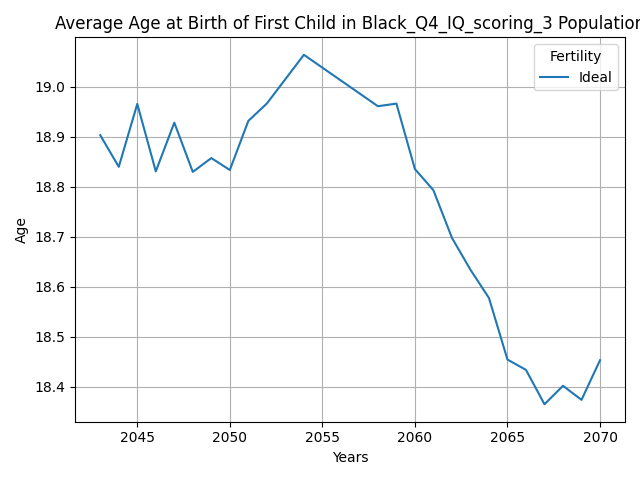 Average Age at Birth of First Child in Black_Q4_IQ_scoring_3 Population
Fertility
Ideal
19.0
18.9
18.8
18.7
18.6
18.5
18.4
Age
2045 2050 2055 2060 2065 2070
Years